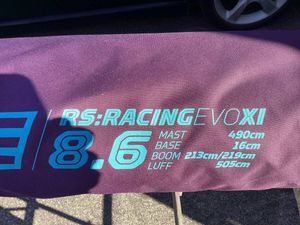 RS:RACINGEVOXI
8.6
MAST 490cm
BASE 16cm
BOOM 213cm/219cm
LUFF 505cm